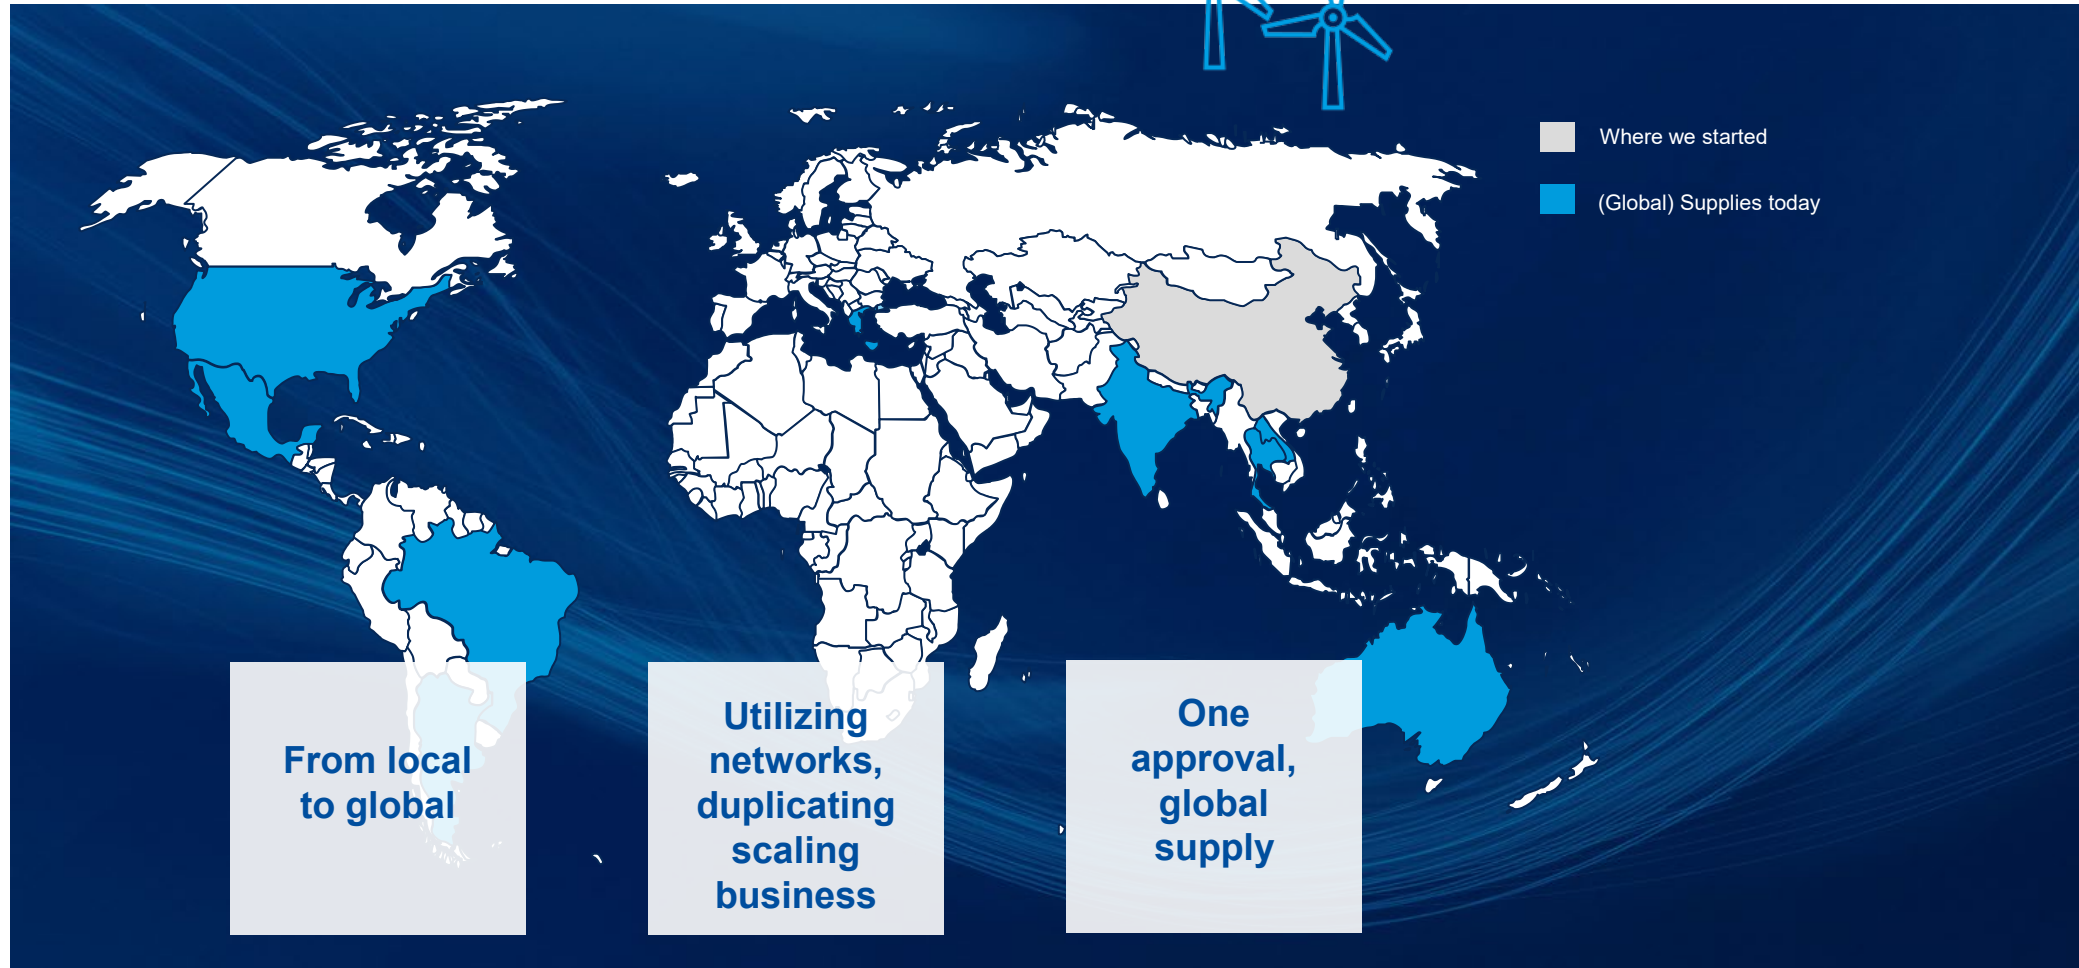 Where we started
(Global) Supplies today
From local
to global
Utilizing
networks,
duplicating
scaling
business
One
approval,
global
supply